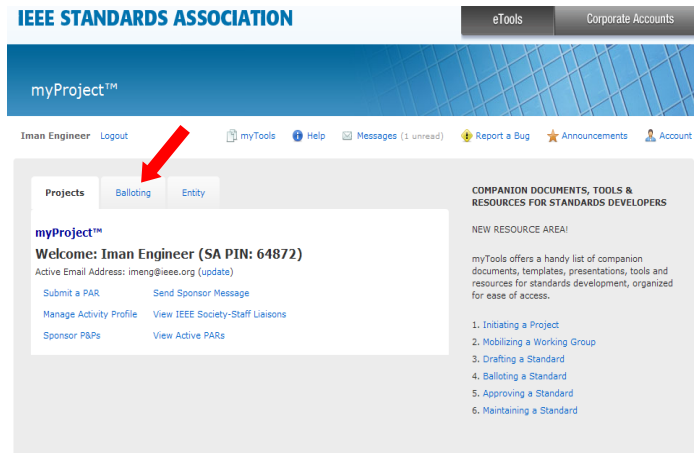 IEEE STANDARDS ASSOCIATION
eTools
Corporate Accounts
myProject™
Iman Engineer Logout myTools Help Messages (1 unread) Report a Bug Announcements Account
Projects Balloting Entity
myProject™
Welcome: Iman Engineer (SA PIN: 64872)
Active Email Address: imeng@ieee.org (update)
Submit a PAR Send Sponsor Message
Manage Activity Profile View IEEE Society-Staff Liaisons
Sponsor P&Ps View Active PARs
COMPANION DOCUMENTS, TOOLS &
RESOURCES FOR STANDARDS DEVELOPERS
NEW RESOURCE AREA!
myTools offers a handy list of companion
documents, templates, presentations, tools and
resources for standards development, organized
for ease of access.
1. Initiating a Project
2. Mobilizing a Working Group
3. Drafting a Standard
4. Balloting a Standard
5. Approving a Standard
6. Maintaining a Standard